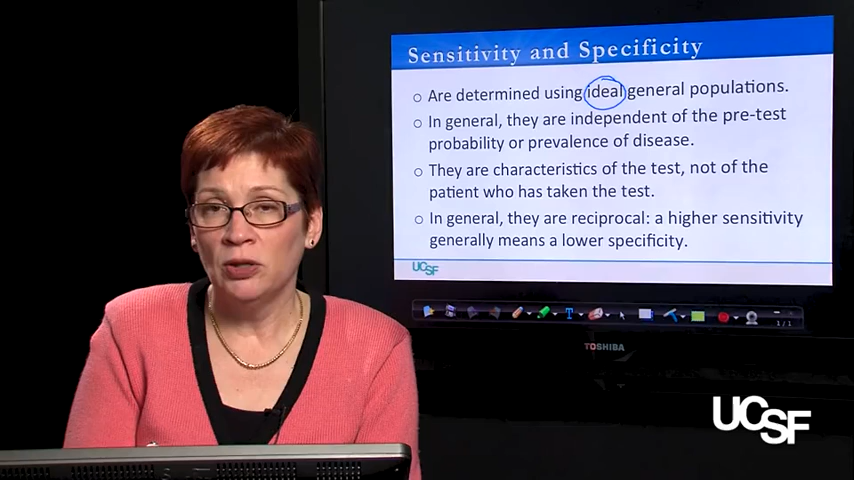 Sensitivity and Specificity
Are determined using ideal general populations.
In general, they are independent of the pre-test
probability or prevalence of disease.
They are characteristics of the test, not of the
patient who has taken the test.
In general, they are reciprocal: a higher sensitivity
generally means a lower specificity.
UCSF
T
1/1
TOSHIBA
UCSF